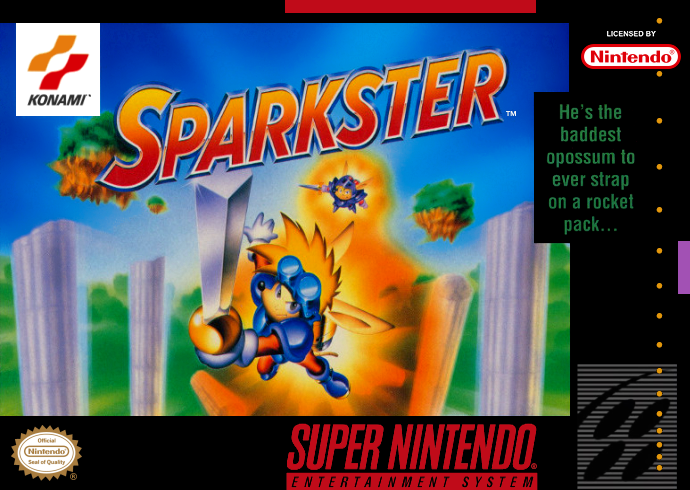 KONAMI
SPARKSTER
TM
LICENSED BY
Nintendo®
He's the
baddest
opossum to
ever strap
on a rocket
pack...
Official
Nintendo
Seal of Quality
®
SUPER NINTENDO®
ENTERTAINMENT SYSTEM